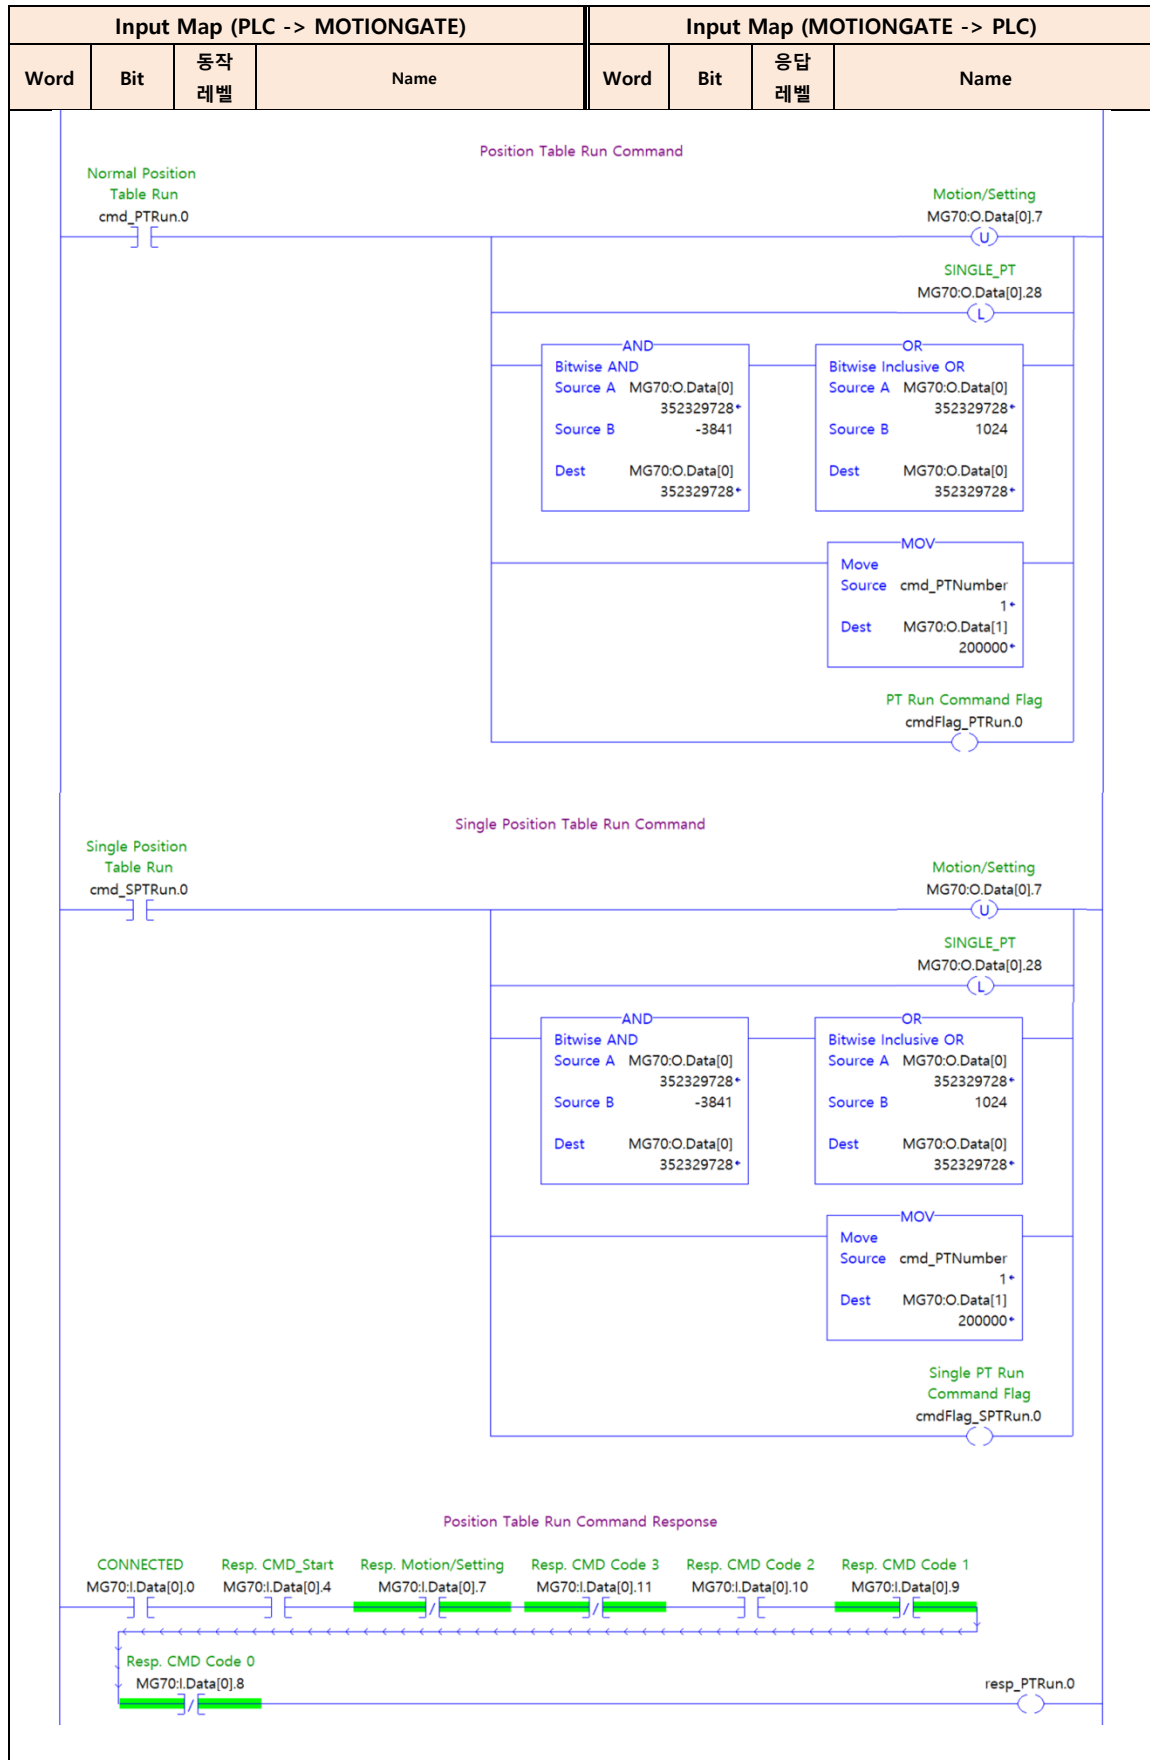 Input Map (PLC -> MOTIONGATE) Input Map (MOTIONGATE -> PLC)
Word Bit 동작 레벨 Name Word Bit 응답 레벨 Name
Position Table Run Command
Normal Position
Table Run
cmd_PTRun.0
Motion/Setting
MG70:O.Data[0].7
U
SINGLE_PT
MG70:O.Data[0].28
L
AND
Bitwise AND
Source A MG70:O.Data[0]
352329728
Source B -3841
Dest MG70:O.Data[0]
352329728
OR
Bitwise Inclusive OR
Source A MG70:O.Data[0]
352329728
Source B 1024
Dest MG70:O.Data[0]
352329728
MOV
Move
Source cmd_PTNumber
1
Dest MG70:O.Data[1]
200000
PT Run Command Flag
cmdFlag_PTRun.0
Single Position Table Run Command
Single Position
Table Run
cmd_SPTRun.0
Motion/Setting
MG70:O.Data[0].7
U
SINGLE_PT
MG70:O.Data[0].28
L
AND
Bitwise AND
Source A MG70:O.Data[0]
352329728
Source B -3841
Dest MG70:O.Data[0]
352329728
OR
Bitwise Inclusive OR
Source A MG70:O.Data[0]
352329728
Source B 1024
Dest MG70:O.Data[0]
352329728
MOV
Move
Source cmd_PTNumber
1
Dest MG70:O.Data[1]
200000
Single PT Run
Command Flag
cmdFlag_SPTRun.0
Position Table Run Command Response
CONNECTED Resp. CMD_Start Resp. Motion/Setting Resp. CMD Code 3 Resp. CMD Code 2 Resp. CMD Code 1
MG70:I.Data[0].0 MG70:I.Data[0].4 MG70:I.Data[0].7 MG70:I.Data[0].11 MG70:I.Data[0].10 MG70:I.Data[0].9
Resp. CMD Code 0
MG70:I.Data[0].8 resp_PTRun.0